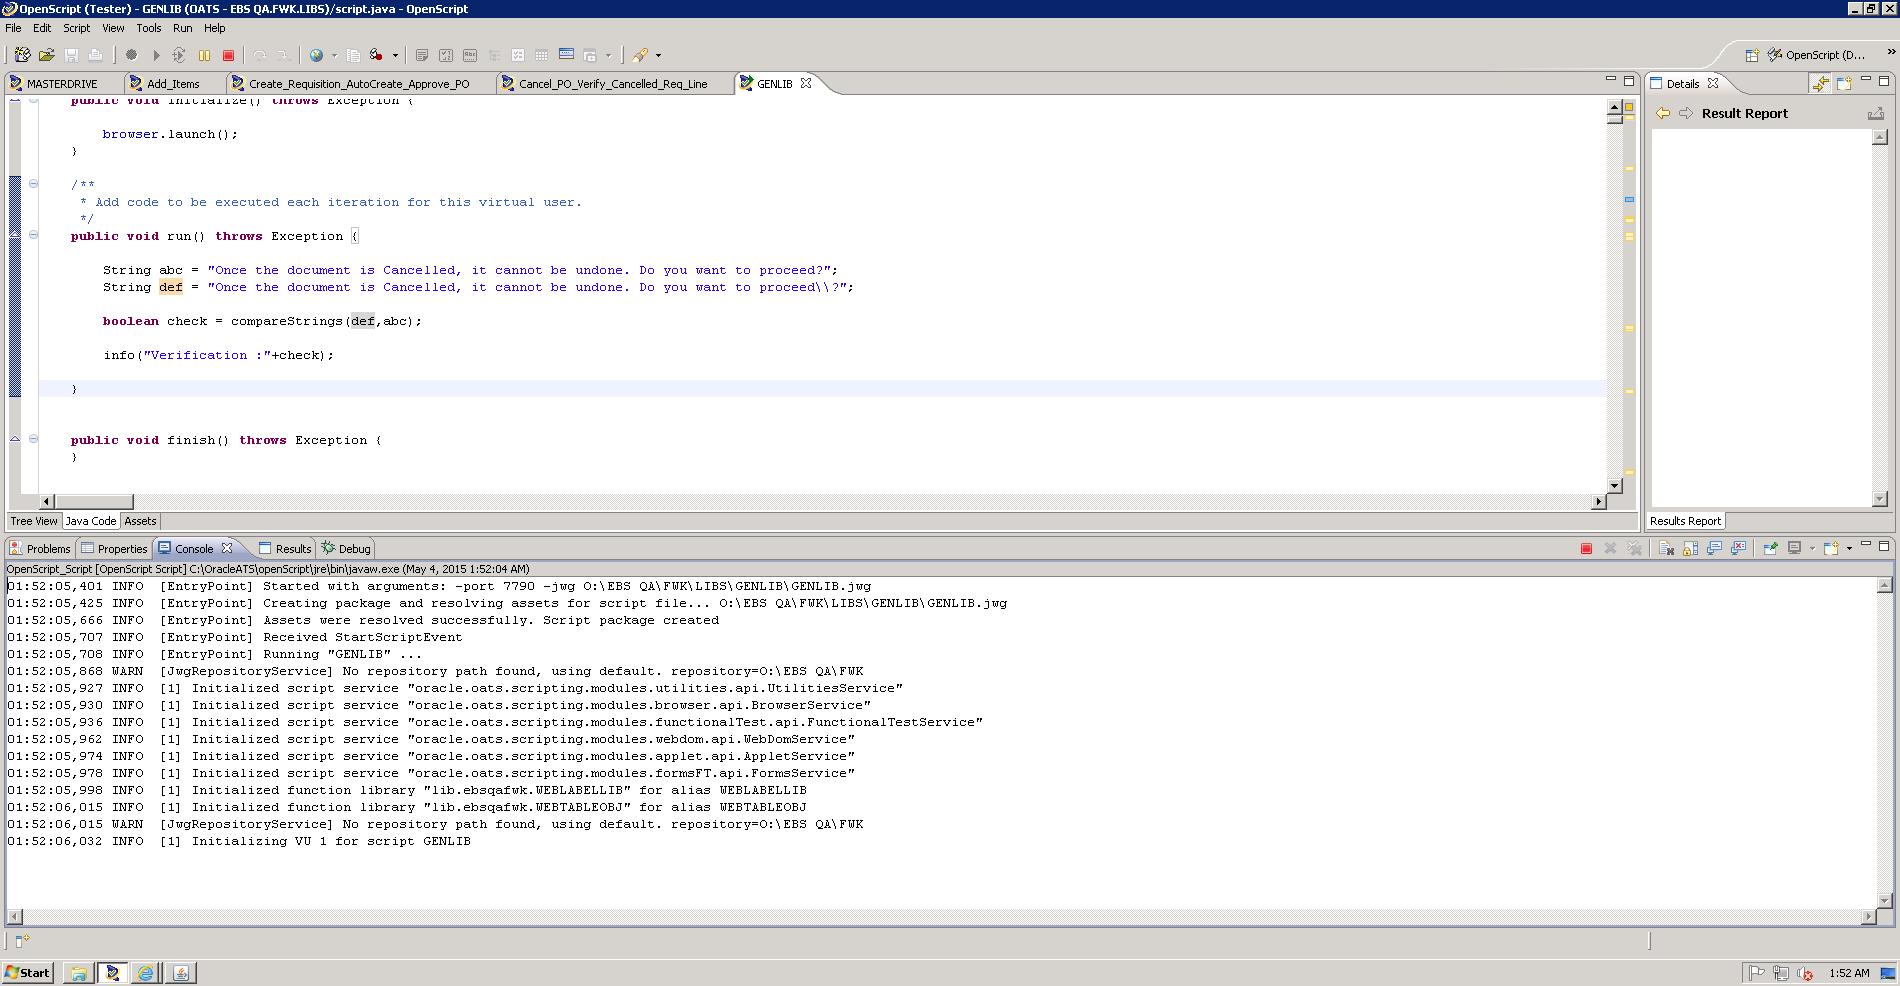 OpenScript (Tester) - GENLIB (OATS - EBS QA.FWK.LIBS)/script.java - OpenScript
File Edit Script View Tools Run Help
OpenScript (D...
MASTERDRIVE Add_Items Create_Requisition_AutoCreate_Approve_PO Cancel_PO_Verify_Cancelled_Req_Line GENLIB Details
public void initialize() throws Exception {
Result Report
browser.launch();
}
/**
* Add code to be executed each iteration for this virtual user.
*/
public void run() throws Exception {
String abc = "Once the document is Cancelled, it cannot be undone. Do you want to proceed?";
String def = "Once the document is Cancelled, it cannot be undone. Do you want to proceed\\?";
boolean check = compareStrings(def,abc);
info("Verification :"+check);
}
public void finish() throws Exception {
}
Tree View Java Code Assets Results Report
Problems Properties Console Results Debug
OpenScript_Script [OpenScript Script] C:\OracleATS\openScript\jre\bin\javaw.exe (May 4, 2015 1:52:04 AM)
01:52:05,401 INFO [EntryPoint] Started with arguments: -port 7790 -jwg O:\EBS QA\FWK\LIBS\GENLIB\GENLIB.jwg
01:52:05,425 INFO [EntryPoint] Creating package and resolving assets for script file... O:\EBS QA\FWK\LIBS\GENLIB\GENLIB.jwg
01:52:05,666 INFO [EntryPoint] Assets were resolved successfully. Script package created
01:52:05,707 INFO [EntryPoint] Received StartScriptEvent
01:52:05,708 INFO [EntryPoint] Running "GENLIB" ...
01:52:05,868 WARN [JwgRepositoryService] No repository path found, using default. repository=O:\EBS QA\FWK
01:52:05,927 INFO [1] Initialized script service "oracle.oats.scripting.modules.utilities.api.UtilitiesService"
01:52:05,930 INFO [1] Initialized script service "oracle.oats.scripting.modules.browser.api.BrowserService"
01:52:05,936 INFO [1] Initialized script service "oracle.oats.scripting.modules.functionalTest.api.FunctionalTestService"
01:52:05,962 INFO [1] Initialized script service "oracle.oats.scripting.modules.webdom.api.WebDomService"
01:52:05,974 INFO [1] Initialized script service "oracle.oats.scripting.modules.applet.api.AppletService"
01:52:05,978 INFO [1] Initialized script service "oracle.oats.scripting.modules.formsFT.api.FormsService"
01:52:05,998 INFO [1] Initialized function library "lib.ebsqafwk.WEBLABELLIB" for alias WEBLABELLIB
01:52:06,015 INFO [1] Initialized function library "lib.ebsqafwk.WEBTABLEOBJ" for alias WEBTABLEOBJ
01:52:06,015 WARN [JwgRepositoryService] No repository path found, using default. repository=O:\EBS QA\FWK
01:52:06,032 INFO [1] Initializing VU 1 for script GENLIB
Start 1:52 AM